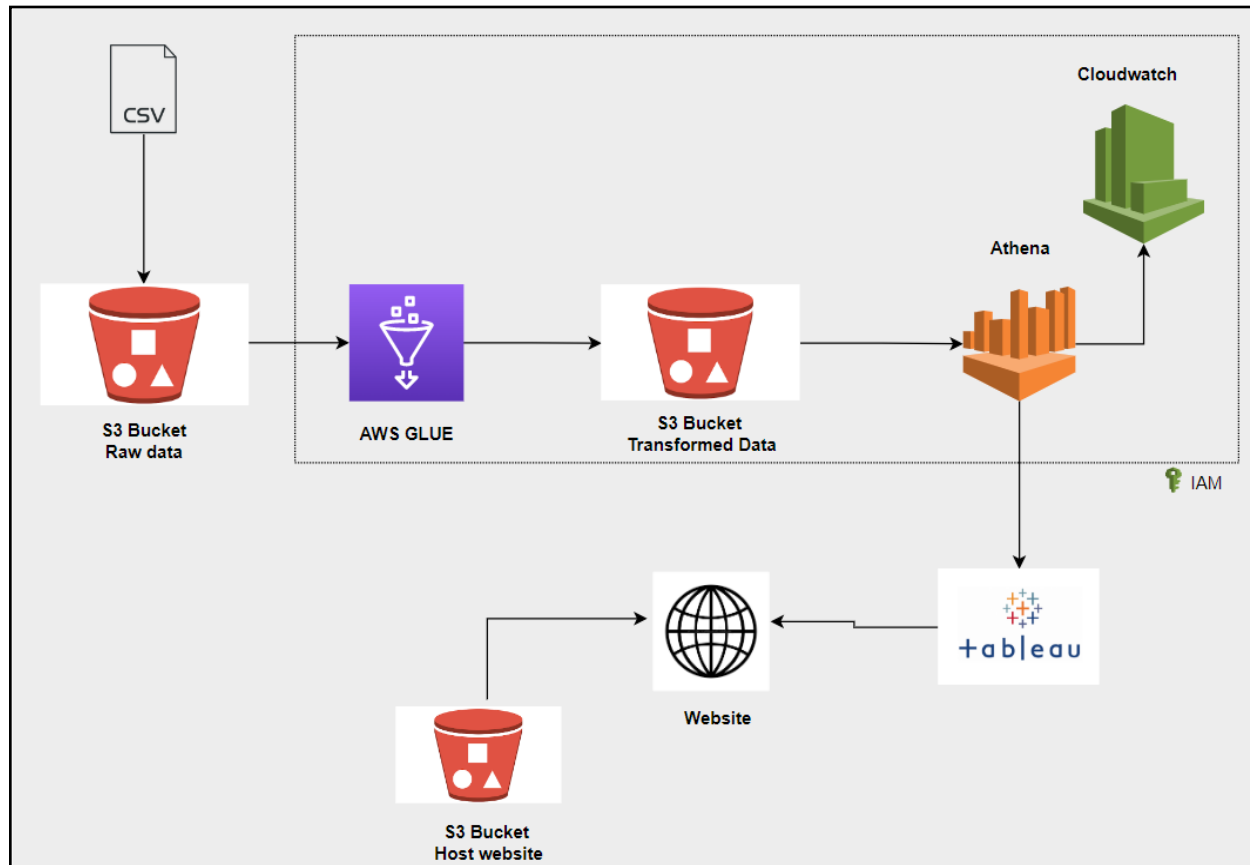 CSV
Cloudwatch
Athena
S3 Bucket
Raw data
AWS GLUE
S3 Bucket
Transformed Data
IAM
+ableau
Website
S3 Bucket
Host website